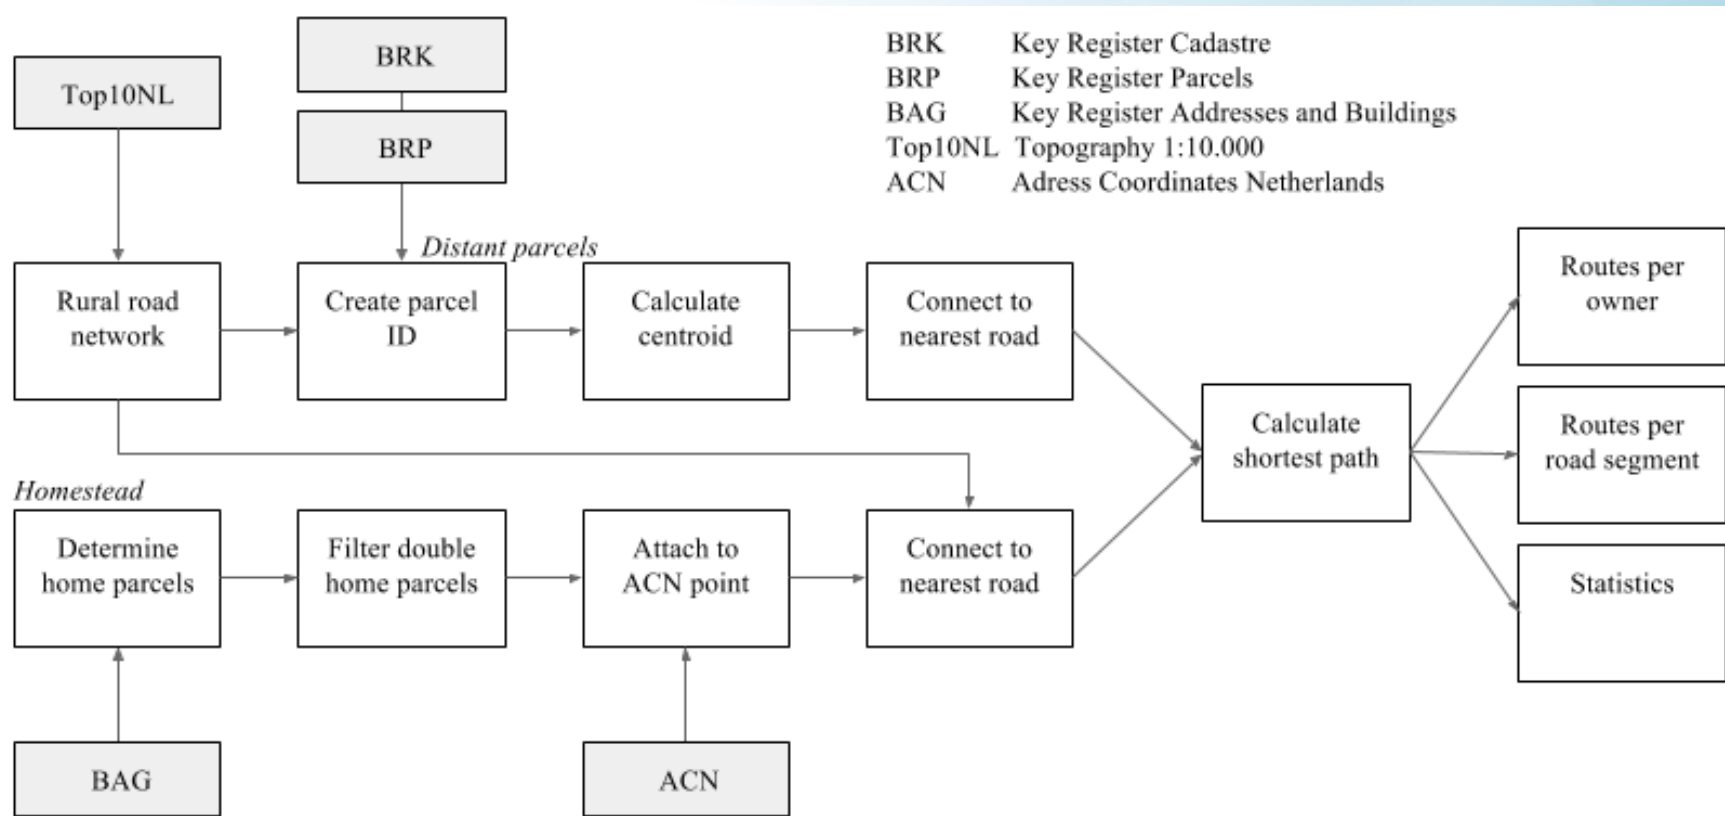 BRK
Top10NL
BRP
BRK Key Register Cadastre
BRP Key Register Parcels
BAG Key Register Addresses and Buildings
Top10NL Topography 1:10.000
ACN Adress Coordinates Netherlands
Distant parcels
Rural road
network
Create parcel
ID
Calculate
centroid
Connect to
nearest road
Homestead
Determine
home parcels
Filter double
home parcels
Attach to
ACN point
Connect to
nearest road
BAG
ACN
Calculate
shortest path
Routes per
owner
Routes per
road segment
Statistics